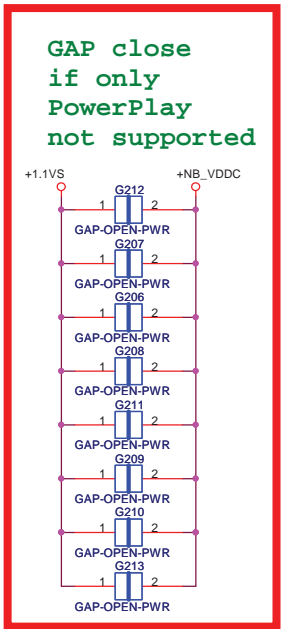 GAP close
if only
PowerPlay
not supported
+1.1VS +NB_VDDC
G212
1 2
GAP-OPEN-PWR
G207
1 2
GAP-OPEN-PWR
G206
1 2
GAP-OPEN-PWR
G208
1 2
GAP-OPEN-PWR
G211
1 2
GAP-OPEN-PWR
G209
1 2
GAP-OPEN-PWR
G210
1 2
GAP-OPEN-PWR
G213
1 2
GAP-OPEN-PWR